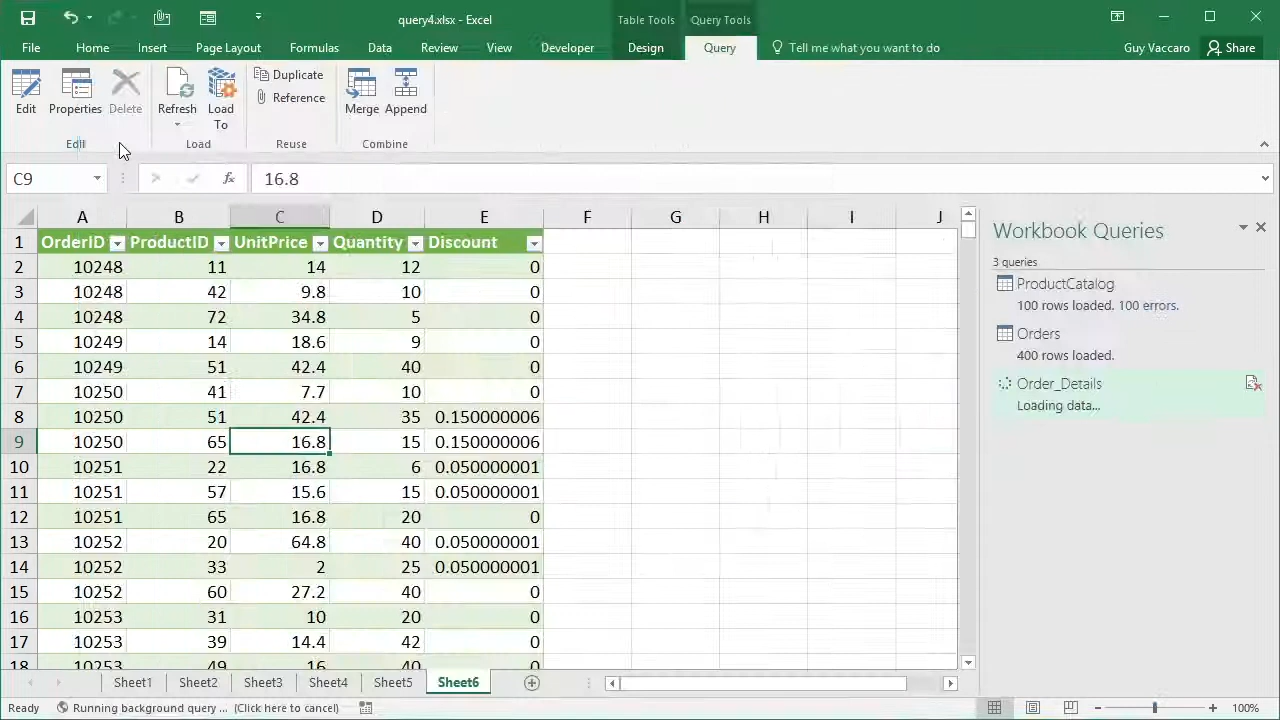 query4.xlsx - Excel
Table Tools
Query Tools
File
Home
Insert
Page Layout
Formulas
Data
Review
View
Developer
Design
Query
Tell me what you want to do
Guy Vaccaro
Share
Edit
Properties
Delete
Refresh
Load To
Duplicate
Reference
Merge
Append
Edit
Load
Reuse
Combine
C9
fx
16.8
A B C D E F G H I J
1 OrderID ProductID UnitPrice Quantity Discount
2 10248 11 14 12 0
3 10248 42 9.8 10 0
4 10248 72 34.8 5 0
5 10249 14 18.6 9 0
6 10249 51 42.4 40 0
7 10250 41 7.7 10 0
8 10250 51 42.4 35 0.150000006
9 10250 65 16.8 15 0.150000006
10 10251 22 16.8 6 0.050000001
11 10251 57 15.6 15 0.050000001
12 10251 65 16.8 20 0
13 10252 20 64.8 40 0.050000001
14 10252 33 2 25 0.050000001
15 10252 60 27.2 40 0
16 10253 31 10 20 0
17 10253 39 14.4 42 0
18 10253 49 16 40 0
Workbook Queries
3 queries
ProductCatalog
100 rows loaded. 100 errors.
Orders
400 rows loaded.
Order_Details
Loading data...
Sheet1
Sheet2
Sheet3
Sheet4
Sheet5
Sheet6
Ready
Running background query ... (Click here to cancel)
100%